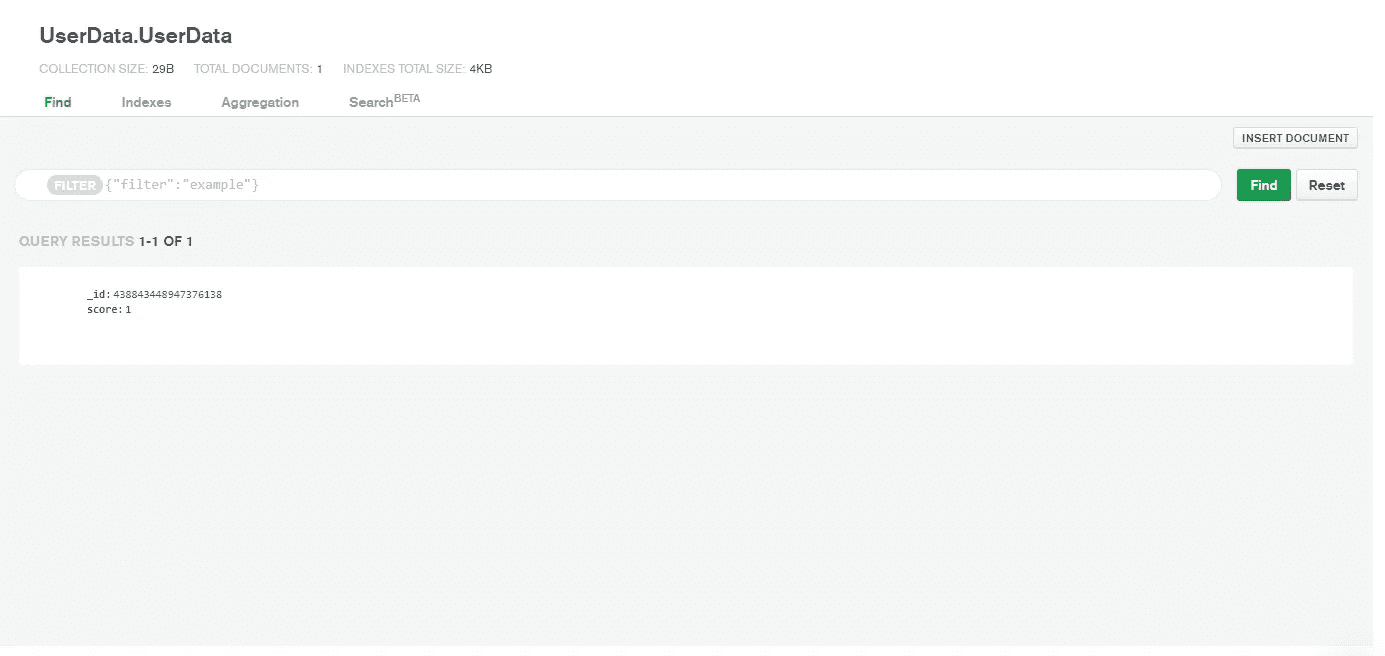 UserData.UserData
COLLECTION SIZE: 29B TOTAL DOCUMENTS: 1 INDEXES TOTAL SIZE: 4KB
Find Indexes Aggregation Search BETA
INSERT DOCUMENT
FILTER {"filter":"example"} Find Reset
QUERY RESULTS 1-1 OF 1
_id: 438843448947376138
score: 1